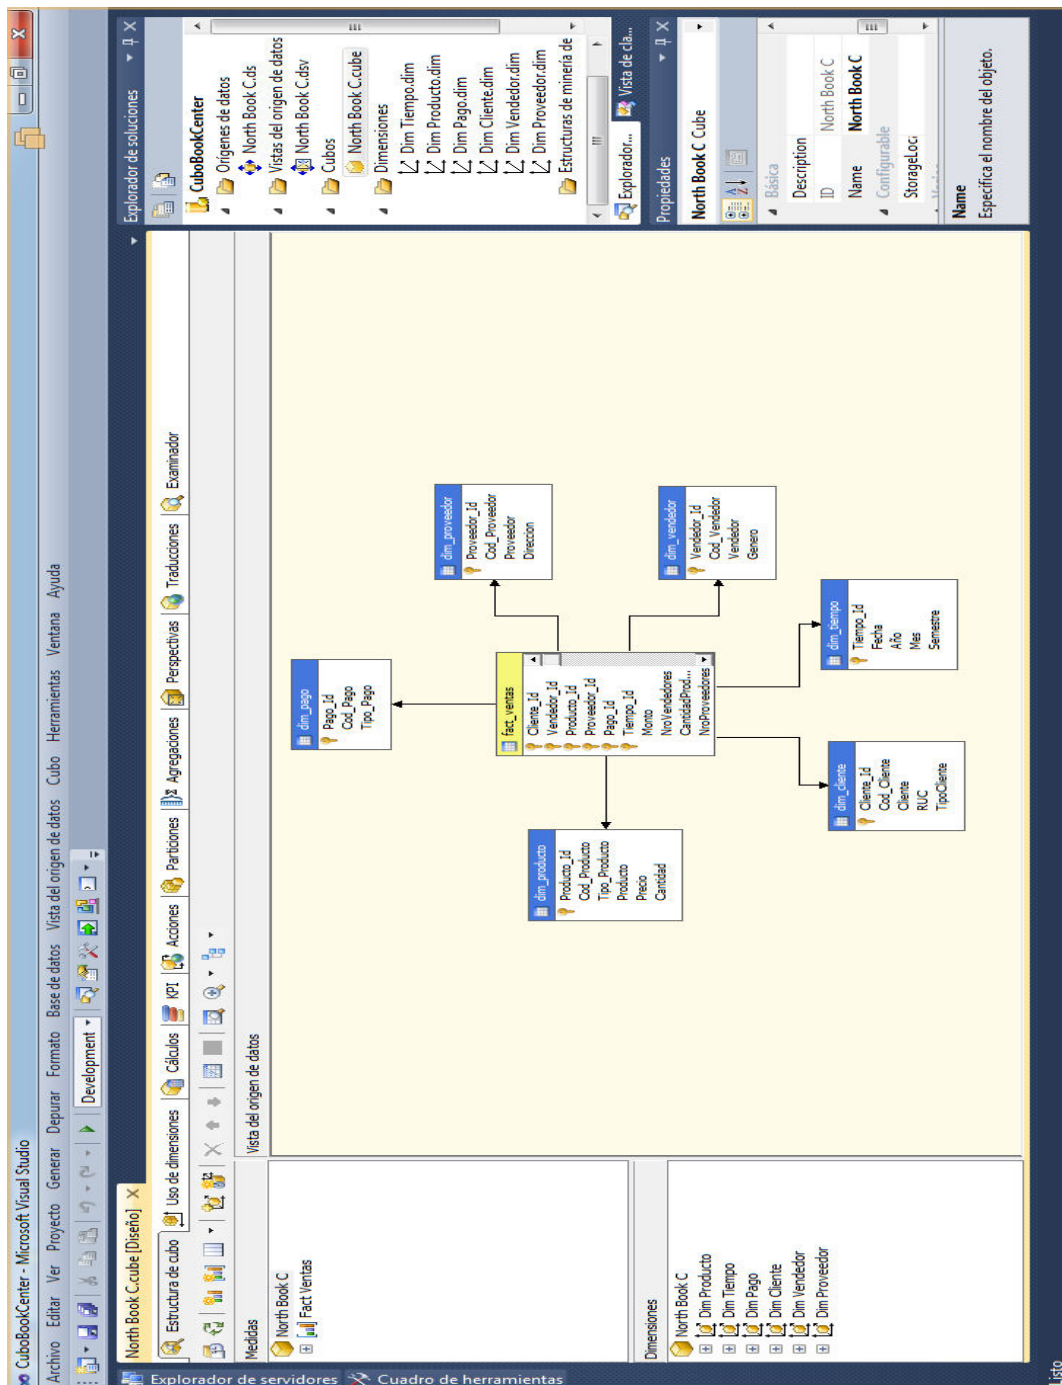 CuboBookCenter - Microsoft Visual Studio
Archivo Editar Ver Proyecto Generar Depurar Formato Base de datos Vista del origen de datos Cubo Herramientas Ventana Ayuda
Development
North Book C.cube [Diseño]
Estructura de cubo Uso de dimensiones Cálculos KPI Acciones Particiones Agregaciones Perspectivas Traducciones Examinador
Medidas
North Book C
Fact Ventas
Dimensiones
North Book C
Dim Producto
Dim Tiempo
Dim Pago
Dim Cliente
Dim Vendedor
Dim Proveedor
Vista del origen de datos
dim_pago
Pago_Id
Cod_Pago
Tipo_Pago
dim_proveedor
Proveedor_Id
Cod_Proveedor
Proveedor
Direccion
dim_producto
Producto_Id
Cod_Producto
Tipo_Producto
Producto
Precio
Cantidad
fact_ventas
Cliente_Id
Vendedor_Id
Producto_Id
Proveedor_Id
Pago_Id
Tiempo_Id
Monto
NroVendedores
CantidadProd...
NroProveedores
dim_vendedor
Vendedor_Id
Cod_Vendedor
Vendedor
Genero
dim_cliente
Cliente_Id
Cod_Cliente
Cliente
RUC
TipoCliente
dim_tiempo
Tiempo_Id
Fecha
Año
Mes
Semestre
Explorador de soluciones
CuboBookCenter
Orígenes de datos
North Book C.ds
Vistas del origen de datos
North Book C.dsv
Cubos
North Book C.cube
Dimensiones
Dim Tiempo.dim
Dim Producto.dim
Dim Pago.dim
Dim Cliente.dim
Dim Vendedor.dim
Dim Proveedor.dim
Estructuras de minería de
Explorador... Vista de cla...
Propiedades
North Book C Cube
Básica
Description
ID North Book C
Name North Book C
Configurable
StorageLoci
Name
Especifica el nombre del objeto.
Explorador de servidores Cuadro de herramientas
Listo